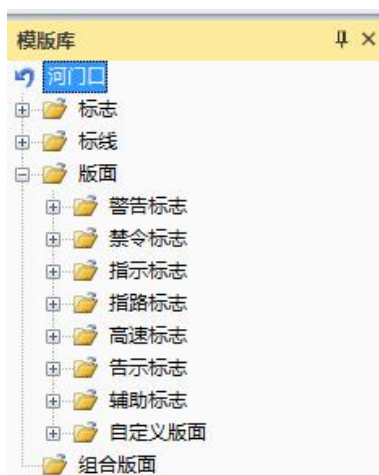 模版库
河门口
标志
标线
版面
警告标志
禁令标志
指示标志
指路标志
高速标志
告示标志
辅助标志
自定义版面
组合版面